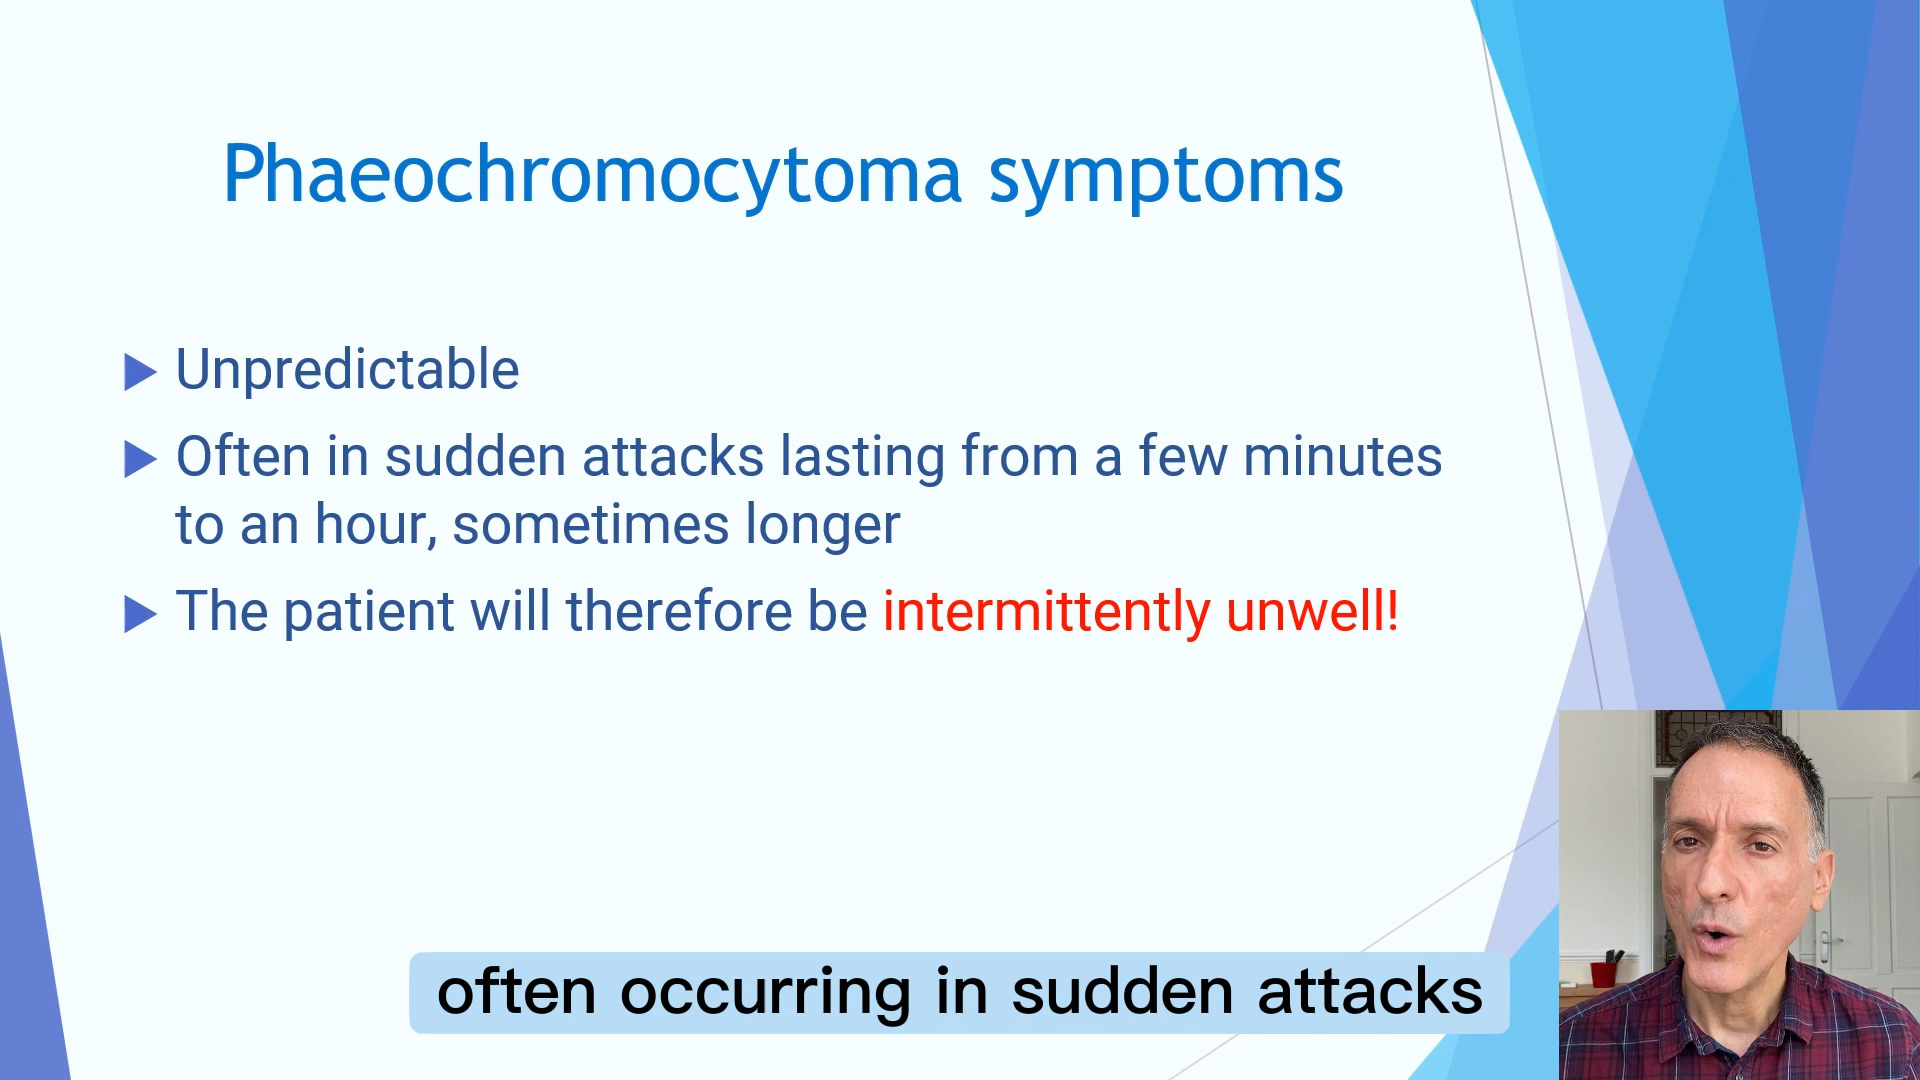 Phaeochromocytoma symptoms
Unpredictable
Often in sudden attacks lasting from a few minutes
to an hour, sometimes longer
The patient will therefore be intermittently unwell!
often occurring in sudden attacks